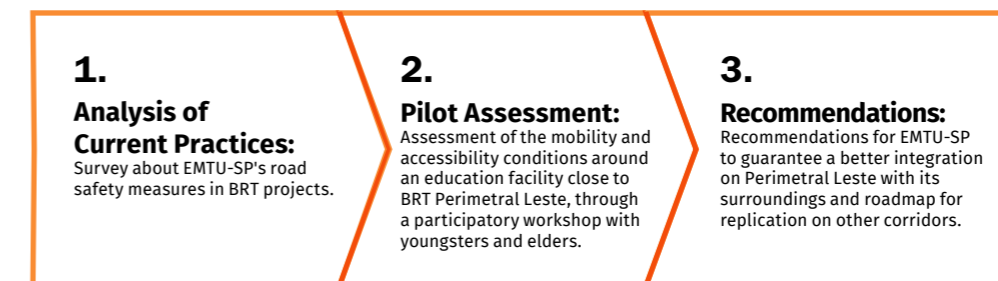 1.
Analysis of
Current Practices:
Survey about EMTU-SP's road
safety measures in BRT projects.
2.
Pilot Assessment:
Assessment of the mobility and
accessibility conditions around
an education facility close to
BRT Perimetral Leste, through
a participatory workshop with
youngsters and elders.
3.
Recommendations:
Recommendations for EMTU-SP
to guarantee a better integration
on Perimetral Leste with its
surroundings and roadmap for
replication on other corridors.